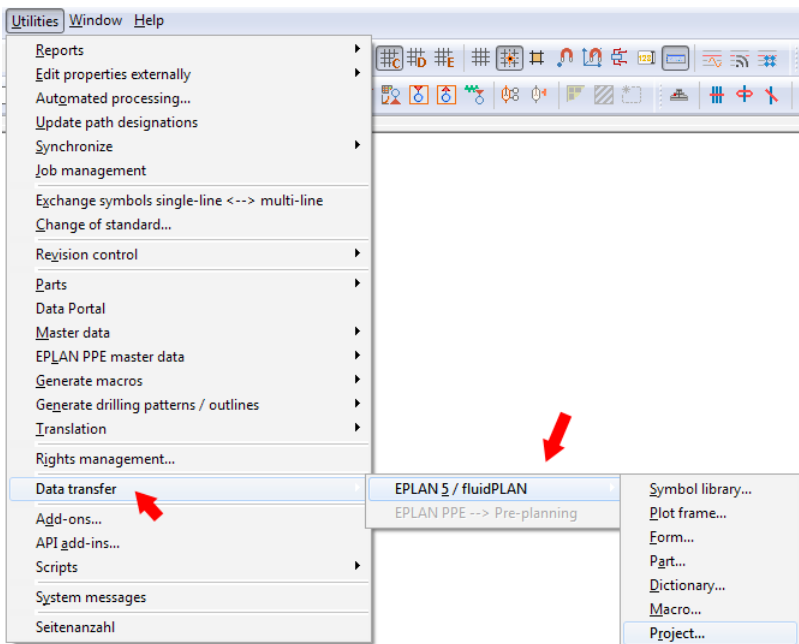 Utilities Window Help
Reports
Edit properties externally
Automated processing...
Update path designations
Synchronize
Job management
Exchange symbols single-line <--> multi-line
Change of standard...
Revision control
Parts
Data Portal
Master data
EPLAN PPE master data
Generate macros
Generate drilling patterns / outlines
Translation
Rights management...
Data transfer
Add-ons...
API add-ins...
Scripts
System messages
Seitenanzahl
EPLAN 5 / fluidPLAN
EPLAN PPE --> Pre-planning
Symbol library...
Plot frame...
Form...
Part...
Dictionary...
Macro...
Project...